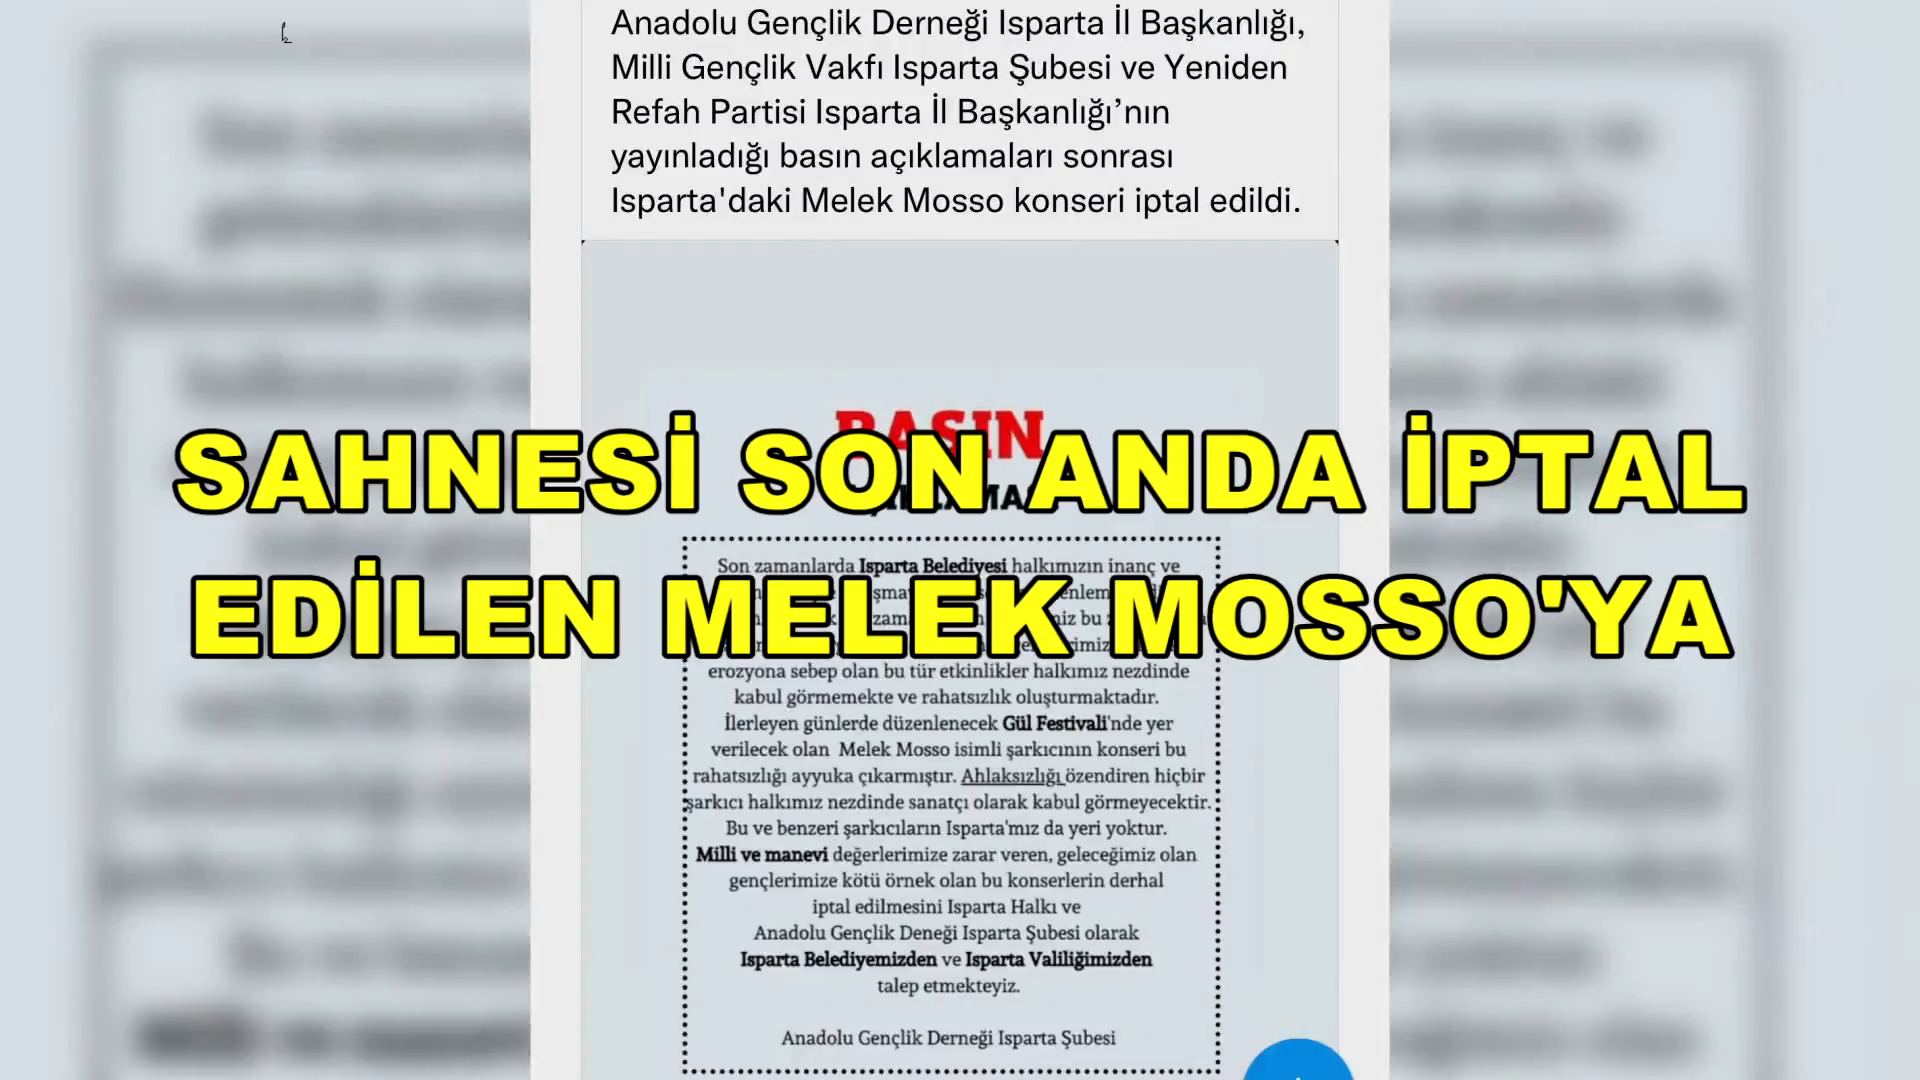 Anadolu Gençlik Derneği Isparta İl Başkanlığı,
Milli Gençlik Vakfı Isparta Şubesi ve Yeniden
Refah Partisi Isparta İl Başkanlığı’nın
yayınladığı basın açıklamaları sonrası
Isparta'daki Melek Mosso konseri iptal edildi.
BASIN
SAHNESİ SON ANDA İPTAL
EDİLEN MELEK MOSSO'YA
Son zamanlarda Isparta Belediyesi halkımızın inanç ve
erozyona sebep olan bu tür etkinlikler halkımız nezdinde
kabul görmemekte ve rahatsızlık oluşturmaktadır.
İlerleyen günlerde düzenlenecek Gül Festivali'nde yer
verilecek olan Melek Mosso isimli şarkıcının konseri bu
rahatsızlığı ayyuka çıkarmıştır. Ahlaksızlığı özendiren hiçbir
şarkıcı halkımız nezdinde sanatçı olarak kabul görmeyecektir.
Bu ve benzeri şarkıcıların Isparta'mız da yeri yoktur.
Milli ve manevi değerlerimize zarar veren, geleceğimiz olan
gençlerimize kötü örnek olan bu konserlerin derhal
iptal edilmesini Isparta Halkı ve
Anadolu Gençlik Deneği Isparta Şubesi olarak
Isparta Belediyemizden ve Isparta Valiliğimizden
talep etmekteyiz.
Anadolu Gençlik Derneği Isparta Şubesi